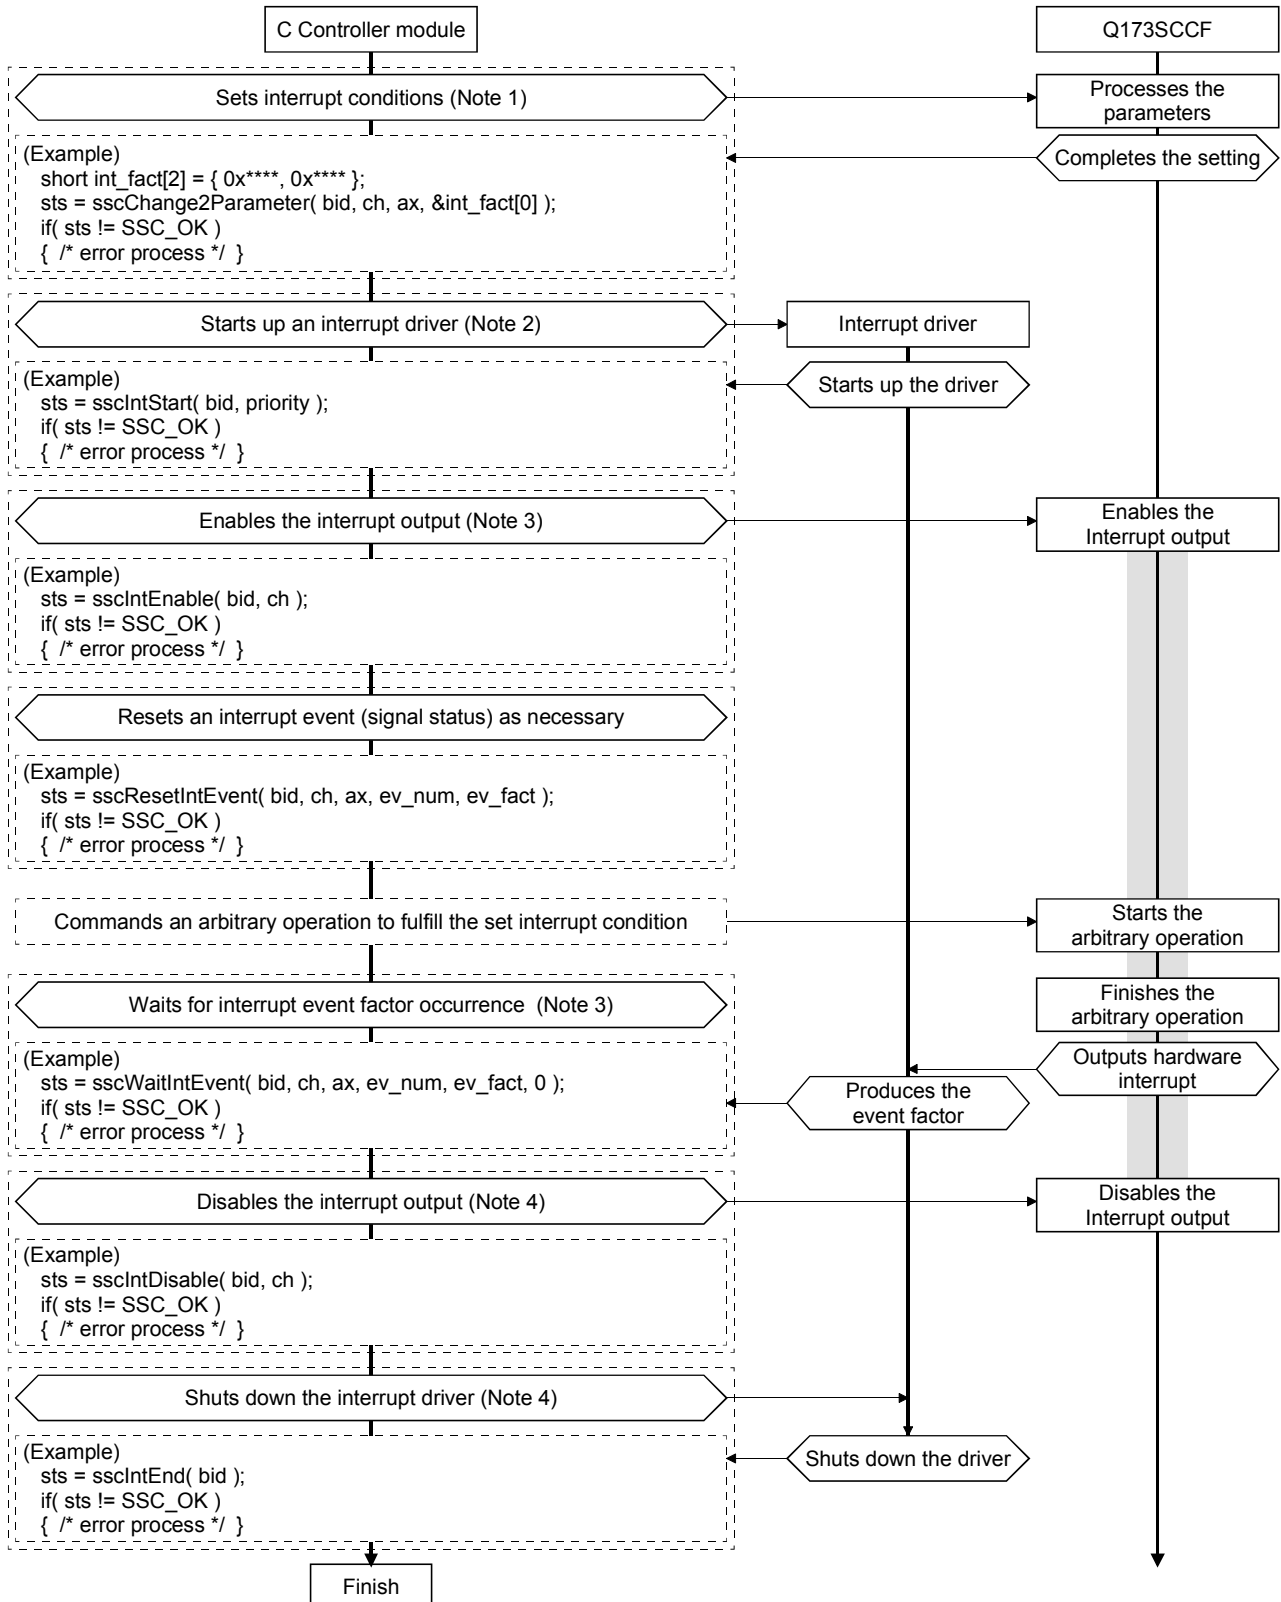 C Controller module
Q173SCCF
Sets interrupt conditions (Note 1)
Processes the
parameters
(Example)
short int_fact[2] = { 0x****, 0x**** };
sts = sscChange2Parameter( bid, ch, ax, &int_fact[0] );
if( sts != SSC_OK )
{ /* error process */ }
Completes the setting
Starts up an interrupt driver (Note 2)
Interrupt driver
(Example)
sts = sscIntStart( bid, priority );
if( sts != SSC_OK )
{ /* error process */ }
Starts up the driver
Enables the interrupt output (Note 3)
Enables the
Interrupt output
(Example)
sts = sscIntEnable( bid, ch );
if( sts != SSC_OK )
{ /* error process */ }
Resets an interrupt event (signal status) as necessary
(Example)
sts = sscResetIntEvent( bid, ch, ax, ev_num, ev_fact );
if( sts != SSC_OK )
{ /* error process */ }
Commands an arbitrary operation to fulfill the set interrupt condition
Starts the
arbitrary operation
Waits for interrupt event factor occurrence (Note 3)
Finishes the
arbitrary operation
(Example)
sts = sscWaitIntEvent( bid, ch, ax, ev_num, ev_fact, 0 );
if( sts != SSC_OK )
{ /* error process */ }
Outputs hardware
interrupt
Produces the
event factor
Disables the interrupt output (Note 4)
Disables the
Interrupt output
(Example)
sts = sscIntDisable( bid, ch );
if( sts != SSC_OK )
{ /* error process */ }
Shuts down the interrupt driver (Note 4)
(Example)
sts = sscIntEnd( bid );
if( sts != SSC_OK )
{ /* error process */ }
Shuts down the driver
Finish